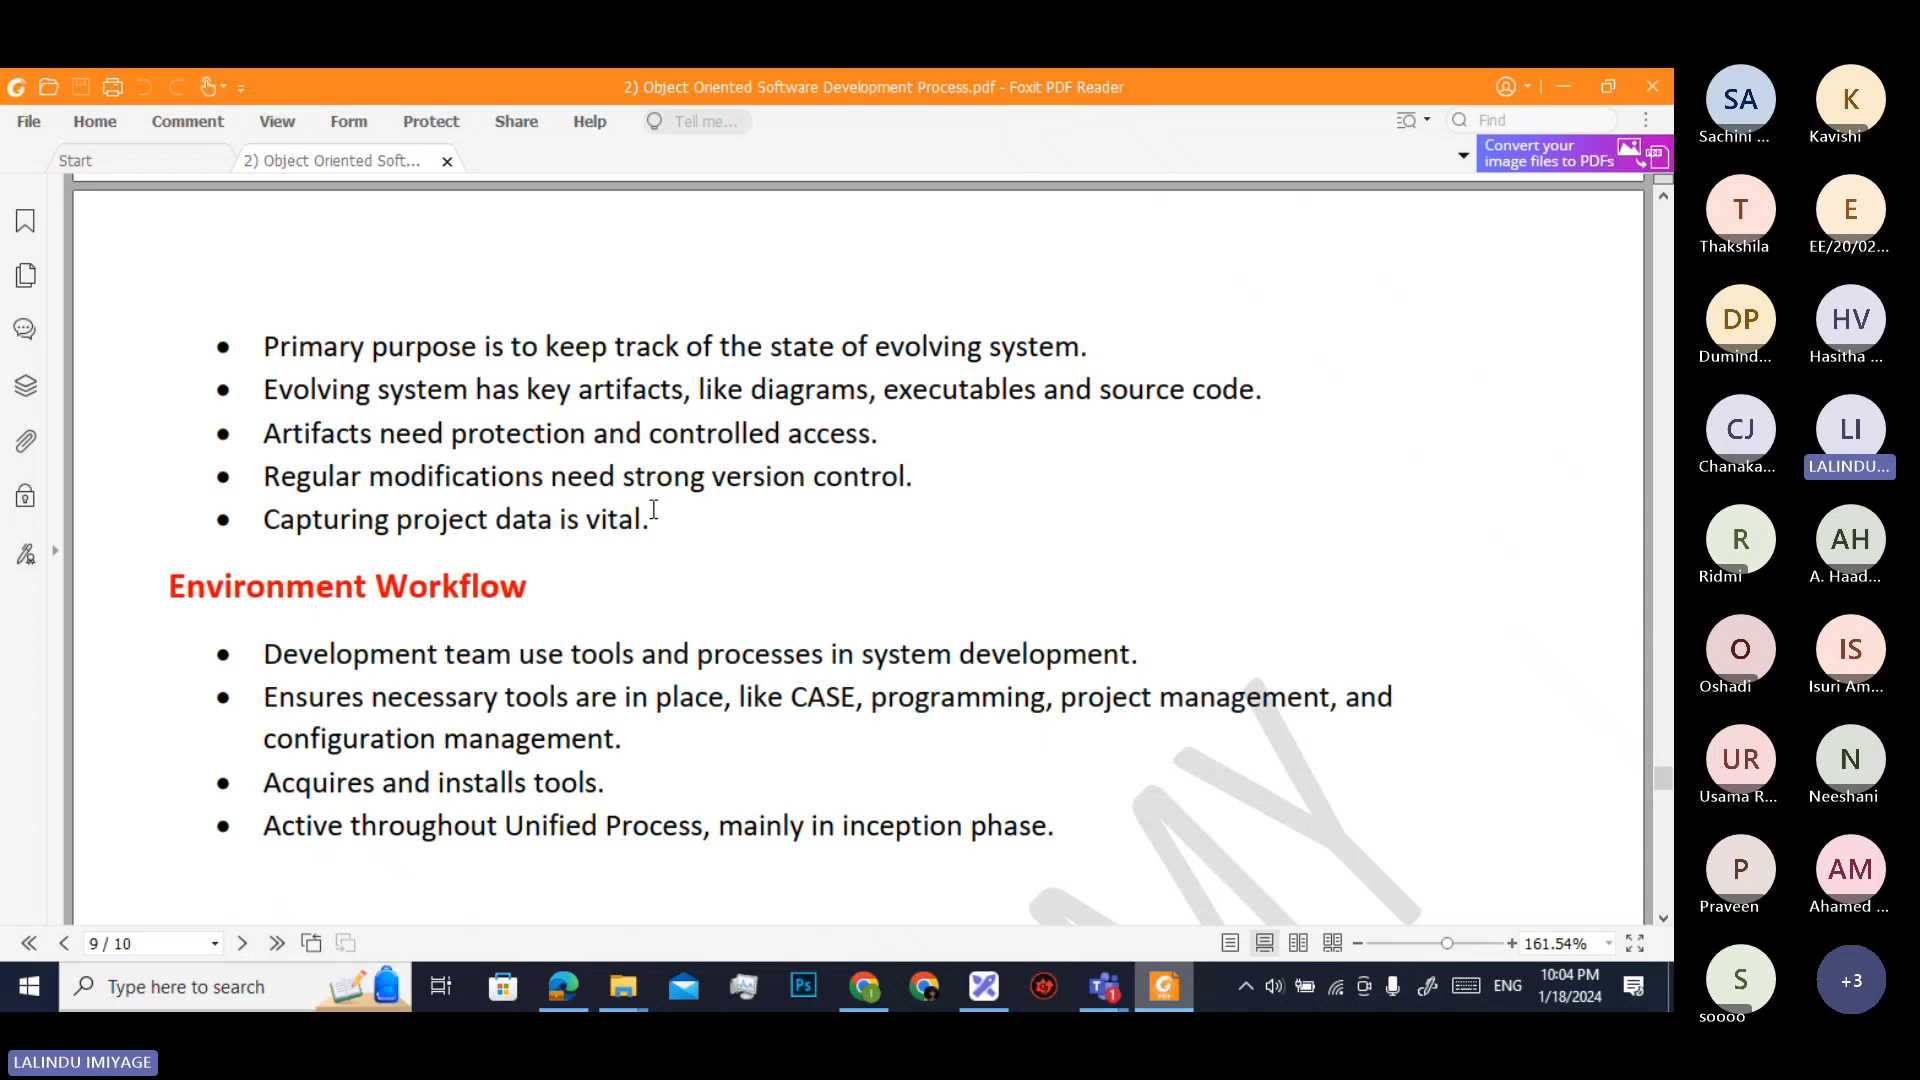 2) Object Oriented Software Development Process.pdf - Foxit PDF Reader
File Home Comment View Form Protect Share Help Tell me... Find
Start 2) Object Oriented Soft... Convert your
image files to PDFs
• Primary purpose is to keep track of the state of evolving system.
• Evolving system has key artifacts, like diagrams, executables and source code.
• Artifacts need protection and controlled access.
• Regular modifications need strong version control.
• Capturing project data is vital.
Environment Workflow
• Development team use tools and processes in system development.
• Ensures necessary tools are in place, like CASE, programming, project management, and
configuration management.
• Acquires and installs tools.
• Active throughout Unified Process, mainly in inception phase.
MY
9 / 10 161.54%
Type here to search Ps 1 ENG 10:04 PM
1/18/2024
SA K
Sachini ... Kavishi
T E
Thakshila EE/20/02...
DP HV
Dumind... Hasitha ...
CJ LI
Chanaka... LALINDU...
R AH
Ridmi A. Haad...
O IS
Oshadi Isuri Am...
UR N
Usama R... Neeshani
P AM
Praveen Ahamed ...
S +3
soooo
LALINDU IMIYAGE